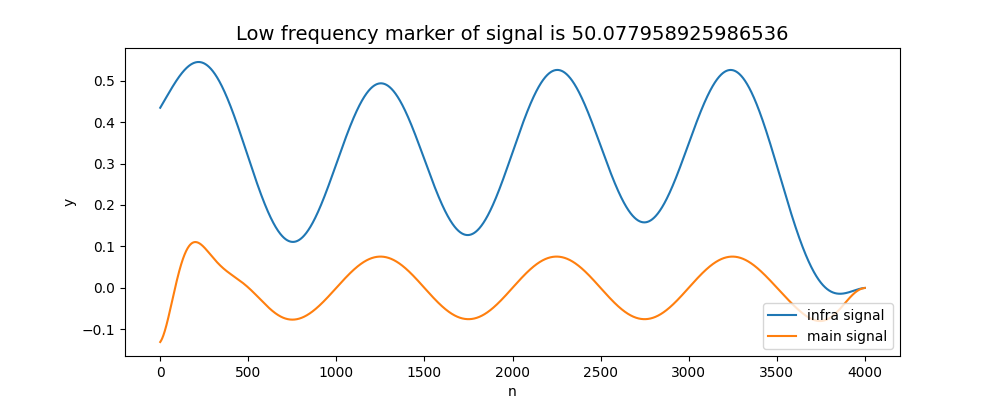 Low frequency marker of signal is 50.077958925986536
y
0.5
0.4
0.3
0.2
0.1
0.0
−0.1
infra signal
main signal
0 500 1000 1500 2000 2500 3000 3500 4000
n